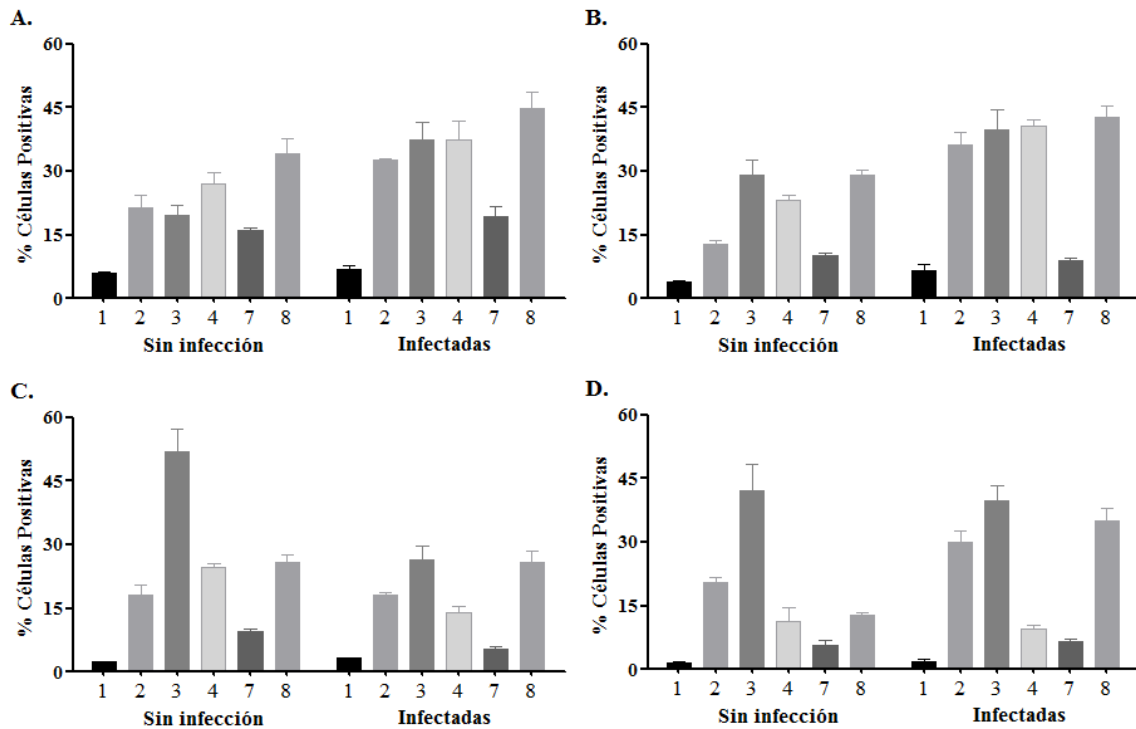 A.
% Células Positivas
60
45
30
15
0
1 2 3 4 7 8 1 2 3 4 7 8
Sin infección Infectadas
B.
% Células Positivas
60
45
30
15
0
1 2 3 4 7 8 1 2 3 4 7 8
Sin infección Infectadas
C.
% Células Positivas
60
45
30
15
0
1 2 3 4 7 8 1 2 3 4 7 8
Sin infección Infectadas
D.
% Células Positivas
60
45
30
15
0
1 2 3 4 7 8 1 2 3 4 7 8
Sin infección Infectadas